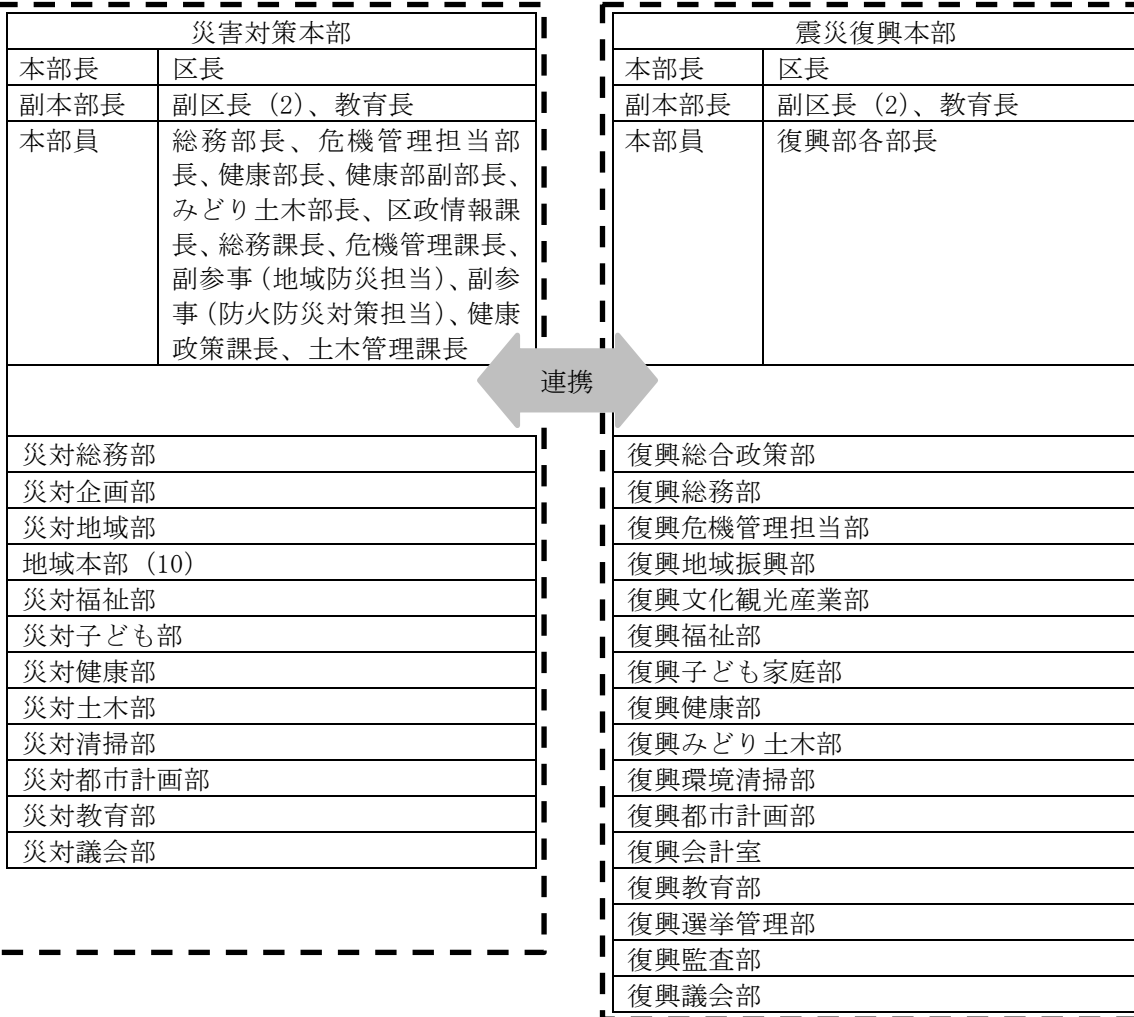 災害対策本部
本部長 区長
副本部長 副区長（2）、教育長
本部員 総務部長、危機管理担当部
長、健康部長、健康部副部長、
みどり土木部長、区政情報課
長、総務課長、危機管理課長、
副参事（地域防災担当）、副参
事（防火防災対策担当）、健康
政策課長、土木管理課長
災対総務部
災対企画部
災対地域部
地域本部（10）
災対福祉部
災対子ども部
災対健康部
災対土木部
災対清掃部
災対都市計画部
災対教育部
災対議会部
連携
震災復興本部
本部長 区長
副本部長 副区長（2）、教育長
本部員 復興部各部長
復興総合政策部
復興総務部
復興危機管理担当部
復興地域振興部
復興文化観光産業部
復興福祉部
復興子ども家庭部
復興健康部
復興みどり土木部
復興環境清掃部
復興都市計画部
復興会計室
復興教育部
復興選挙管理部
復興監査部
復興議会部